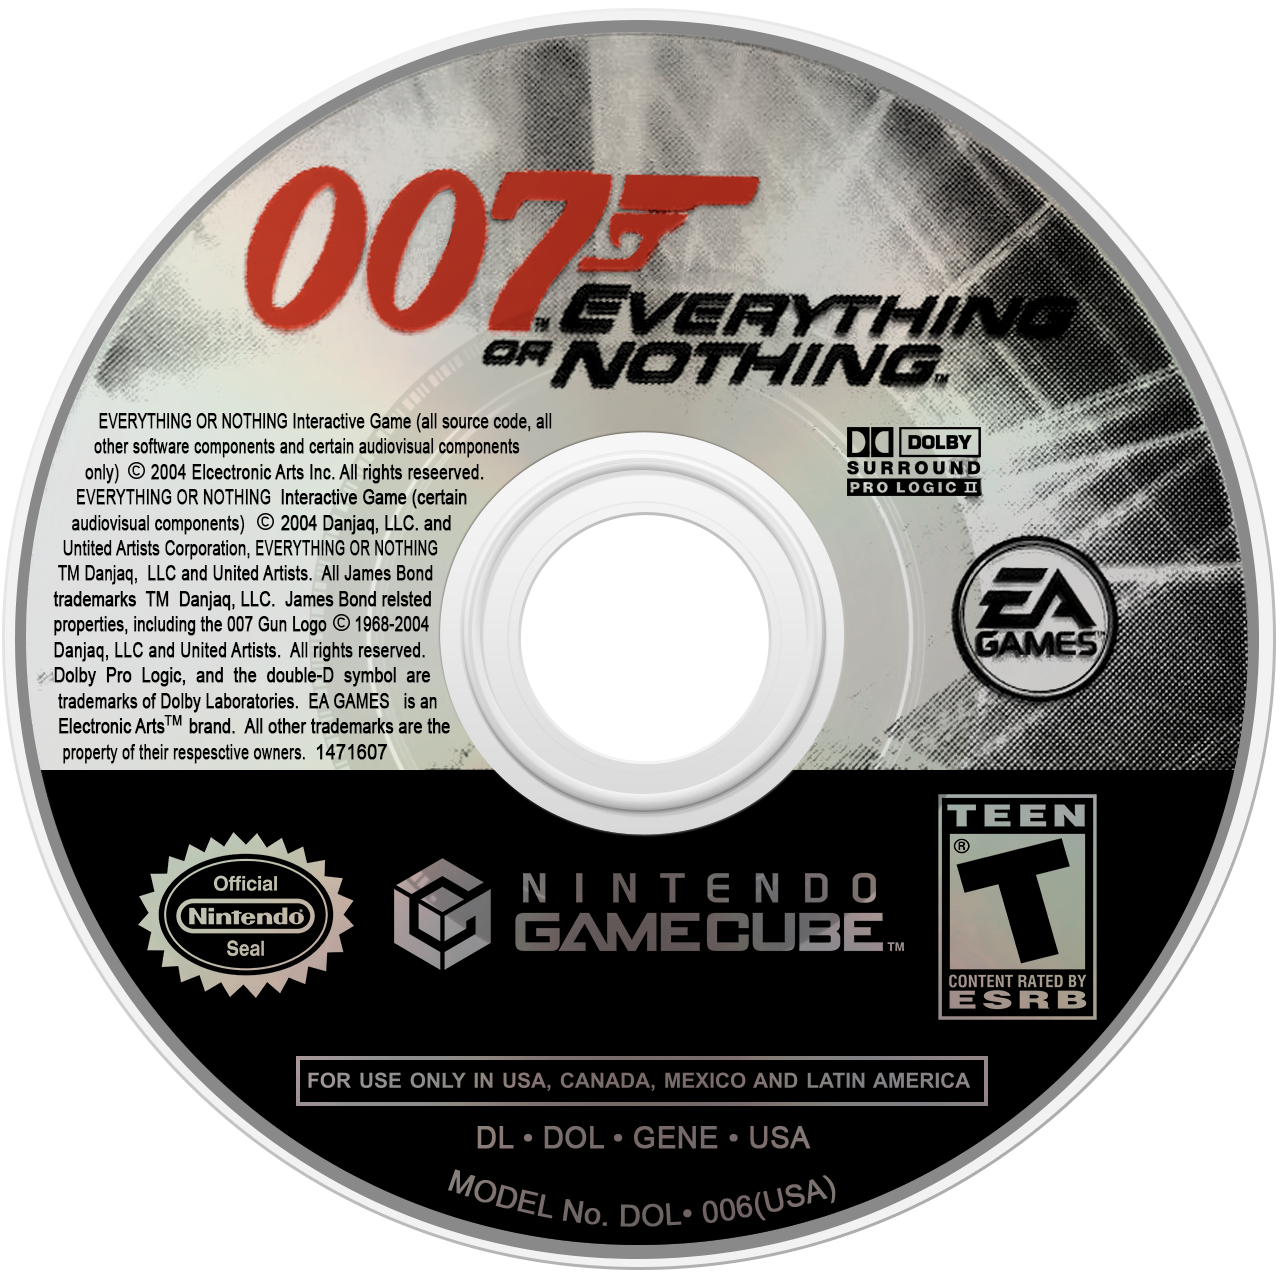 007
TM EVERYTHING
OR NOTHING.TM
EVERYTHING OR NOTHING Interactive Game (all source code, all
other software components and certain audiovisual components
only) © 2004 Elcectronic Arts Inc. All rights reseerved.
EVERYTHING OR NOTHING Interactive Game (certain
audiovisual components) © 2004 Danjaq, LLC. and
Untited Artists Corporation, EVERYTHING OR NOTHING
TM Danjaq, LLC and United Artists. All James Bond
trademarks TM Danjaq, LLC. James Bond relsted
properties, including the 007 Gun Logo © 1968-2004
Danjaq, LLC and United Artists. All rights reserved.
Dolby Pro Logic, and the double-D symbol are
trademarks of Dolby Laboratories. EA GAMES is an
Electronic Arts™ brand. All other trademarks are the
property of their respesctive owners. 1471607
DOLBY
SURROUND
PRO LOGIC II
EA
GAMES™
Official
Nintendo®
Seal
NINTENDO
GAMECUBE™
TEEN
®
T
CONTENT RATED BY
ESRB
FOR USE ONLY IN USA, CANADA, MEXICO AND LATIN AMERICA
DL • DOL • GENE • USA
MODEL No. DOL• 006(USA)